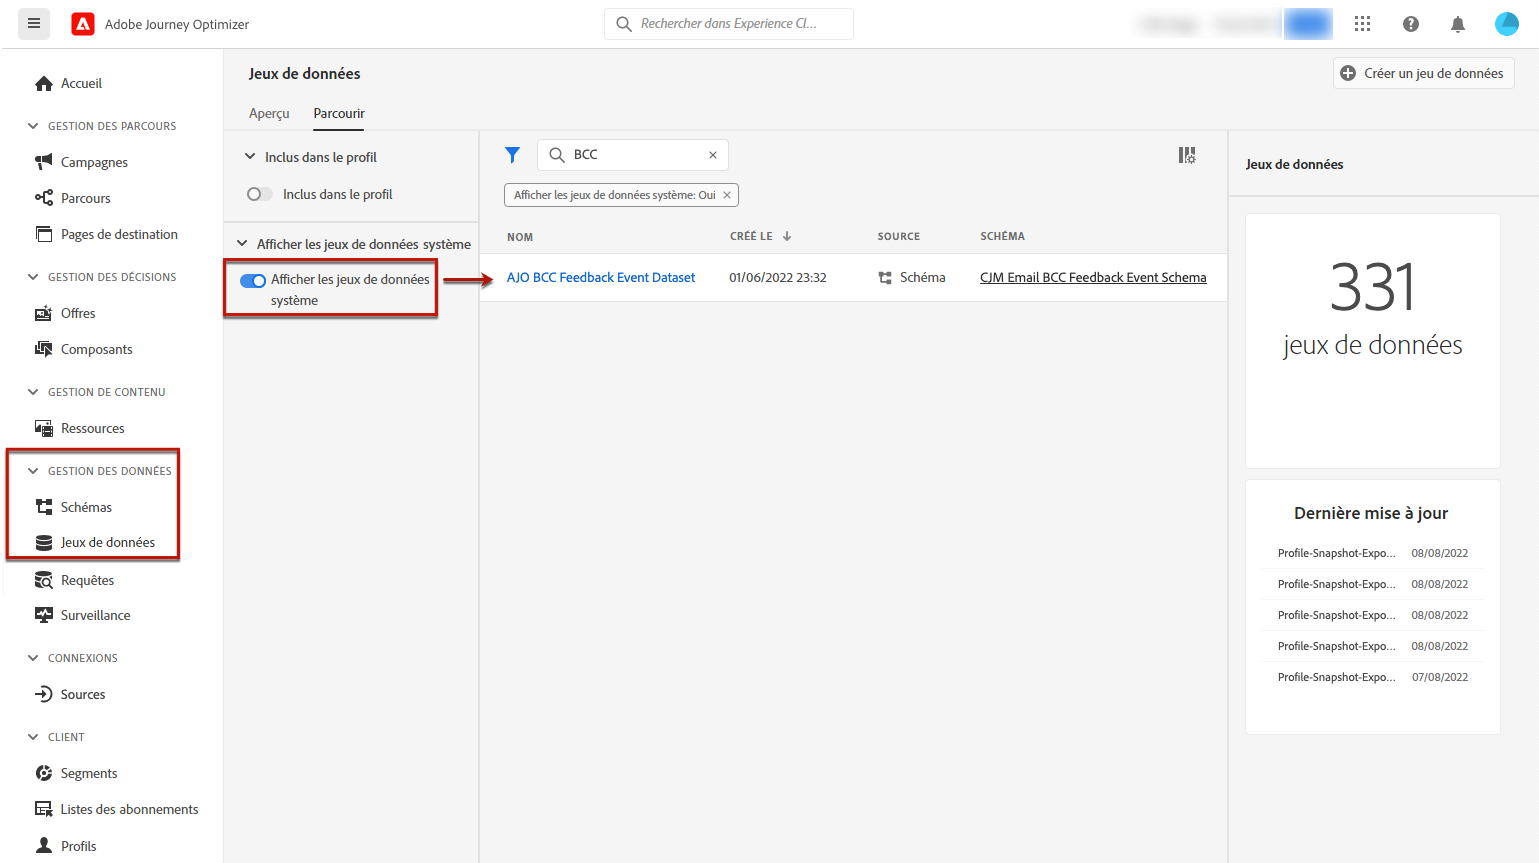 Adobe Journey Optimizer
Rechercher dans Experience Cl...
Accueil
GESTION DES PARCOURS
Campagnes
Parcours
Pages de destination
GESTION DES DÉCISIONS
Offres
Composants
GESTION DE CONTENU
Ressources
GESTION DES DONNÉES
Schémas
Jeux de données
Requêtes
Surveillance
CONNEXIONS
Sources
CLIENT
Segments
Listes des abonnements
Profils
Jeux de données
Créer un jeu de données
Aperçu
Parcourir
Inclus dans le profil
Inclus dans le profil
Afficher les jeux de données système
Afficher les jeux de données
système
BCC
Afficher les jeux de données système: Oui
NOM
CRÉÉ LE
SOURCE
SCHÉMA
AJO BCC Feedback Event Dataset
01/06/2022 23:32
Schéma
CJM Email BCC Feedback Event Schema
Jeux de données
331
jeux de données
Dernière mise à jour
Profile-Snapshot-Expo... 08/08/2022
Profile-Snapshot-Expo... 08/08/2022
Profile-Snapshot-Expo... 08/08/2022
Profile-Snapshot-Expo... 08/08/2022
Profile-Snapshot-Expo... 07/08/2022